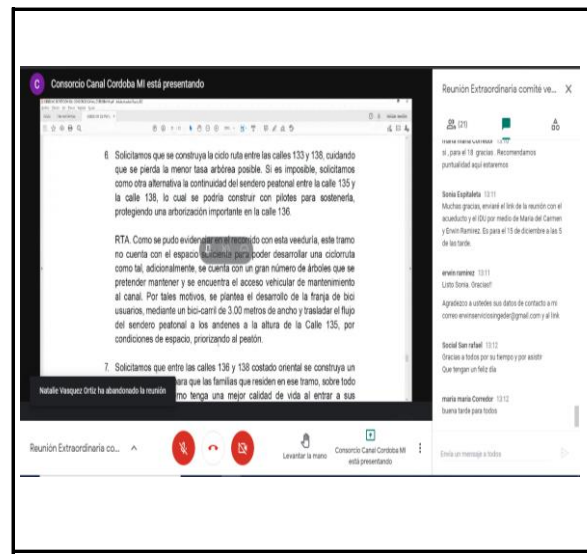 C Consorcio Canal Cordoba MI está presentando
6. Solicitamos que se construya la ciclo ruta entre las calles 133 y 138, cuidando
que se pierda la menor tasa arbórea posible. Si es imposible, solicitamos
como otra alternativa la continuidad del sendero peatonal entre la calle 135 y
la calle 138, lo cual se podría construir con pilotes para sostenerla,
protegiendo una arborización importante en la calle 136.
RTA. Como se pudo evidenciar en el recorrido con esta veeduría, este tramo
no cuenta con el espacio suficiente para poder desarrollar una ciclorruta
como tal, adicionalmente, se cuenta con un gran número de árboles que se
pretender mantener y se encuentra el acceso vehicular de mantenimiento
al canal. Por tales motivos, se plantea el desarrollo de la franja de bici
usuarios, mediante un bici-carril de 3.00 metros de ancho y trasladar el flujo
del sendero peatonal a los andenes a la altura de la Calle 135, por
condiciones de espacio, priorizando al peatón.
7. Solicitamos que entre las calles 136 y 138 costado oriental se construya un
para que las familias que residen en ese tramo, sobre todo
tenga una mejor calidad de vida al entrar a sus
Natalie Vasquez Ortiz ha abandonado la reunión
Reunión Extraordinaria co...
Levantar la mano
Consorcio Canal Cordoba MI
está presentando
Reunión Extraordinaria comité ve... X
(21)
maria maria Corredor 13:10
si , para el 18 gracias . Recomendamos
puntualidad aquí estaremos
Sonia Espitaleta 13:11
Muchas gracias, enviaré el link de la reunión con el
acueducto y el IDU por medio de Maria del Carmen
y Erwin Ramirez. Es para el 15 de diciembre a las 5
de las tarde.
erwin ramirez 13:11
Listo Sonia. Gracias!!
Agradezco a ustedes sus datos de contacto a mi
correo erwinserviciosingeder@gmail.com y al link
Social San rafael 13:12
Gracias a todos por su tiempo y por asistir
Que tengan un feliz día
maria maria Corredor 13:12
buena tarde para todos
Envía un mensaje a todos